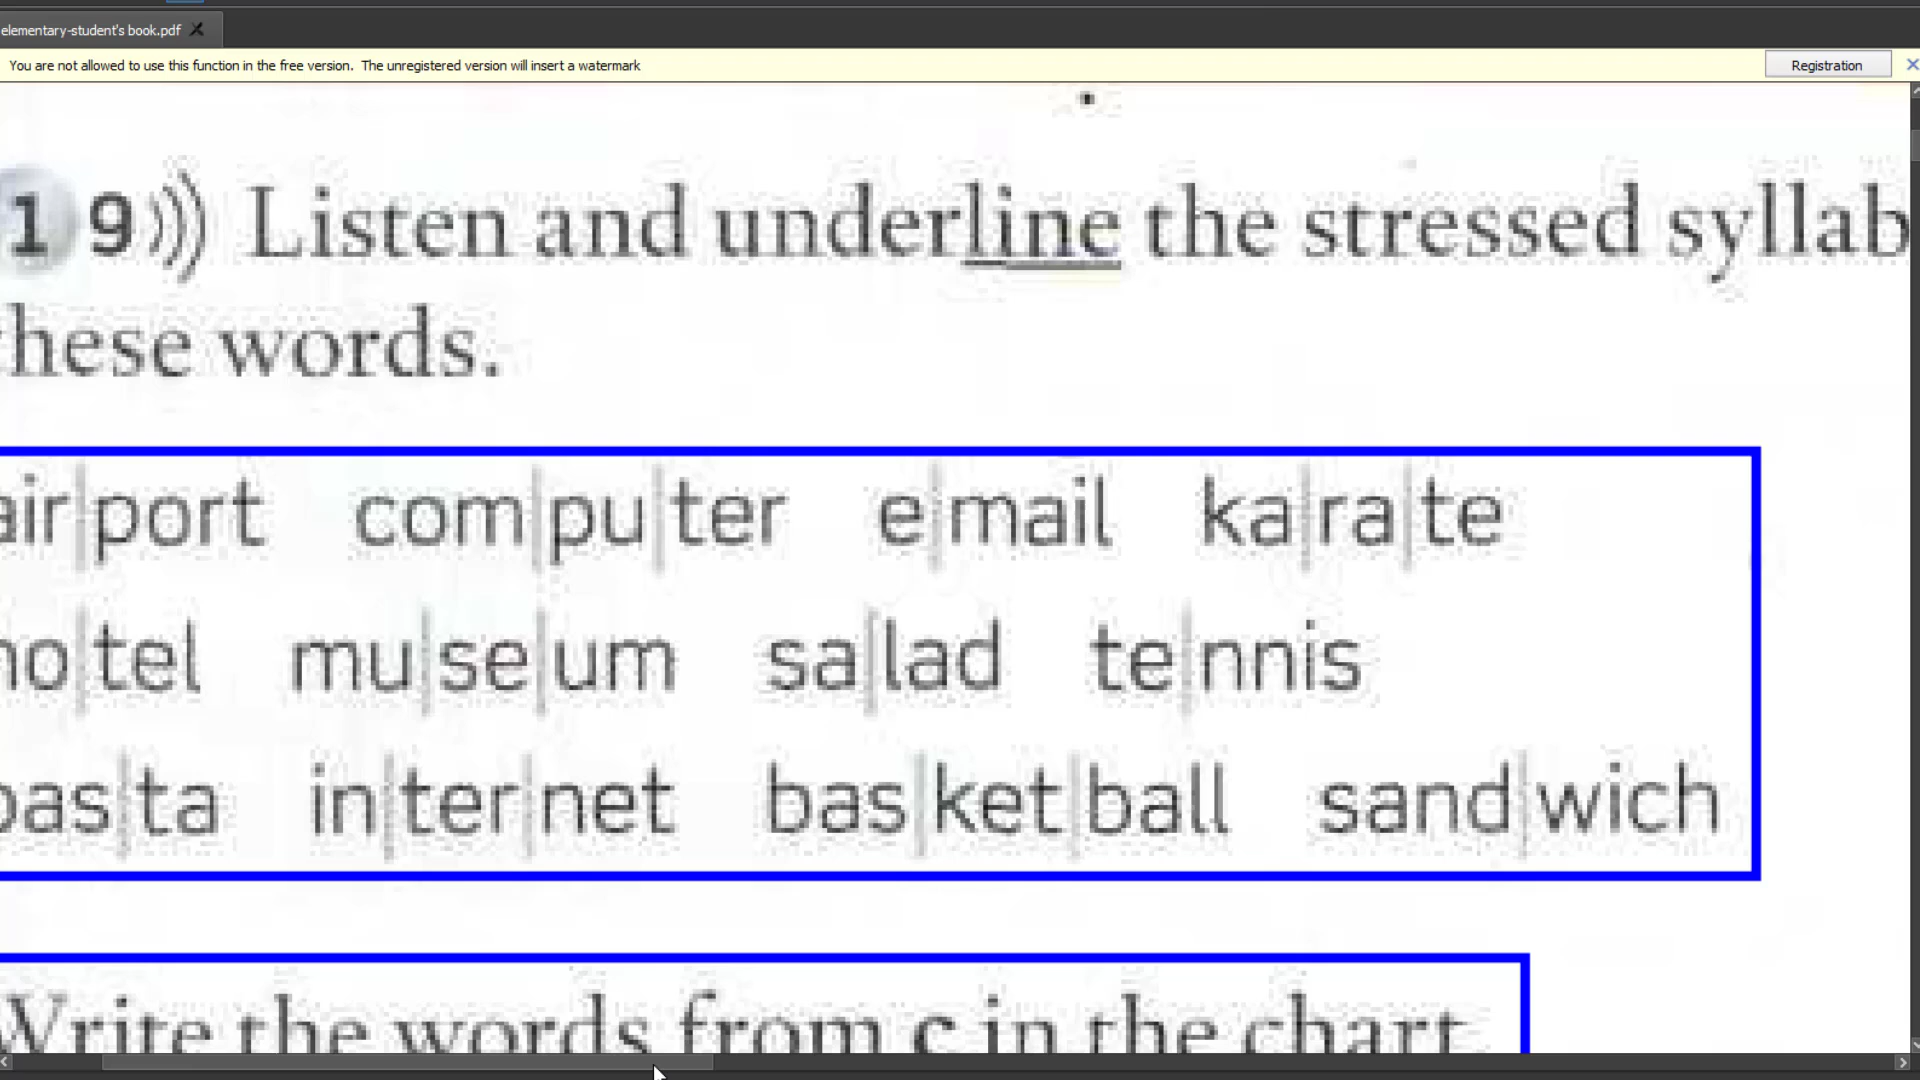 elementary-student's book.pdf
You are not allowed to use this function in the free version. The unregistered version will insert a watermark
Registration
1 9))) Listen and underline the stressed syllab
hese words.
air|port com|pu|ter e|mail ka|ra|te
ho|tel mu|se|um sa|lad te|nnis
pas|ta in|ter|net bas|ket|ball sand|wich
Write the words from c in the chart